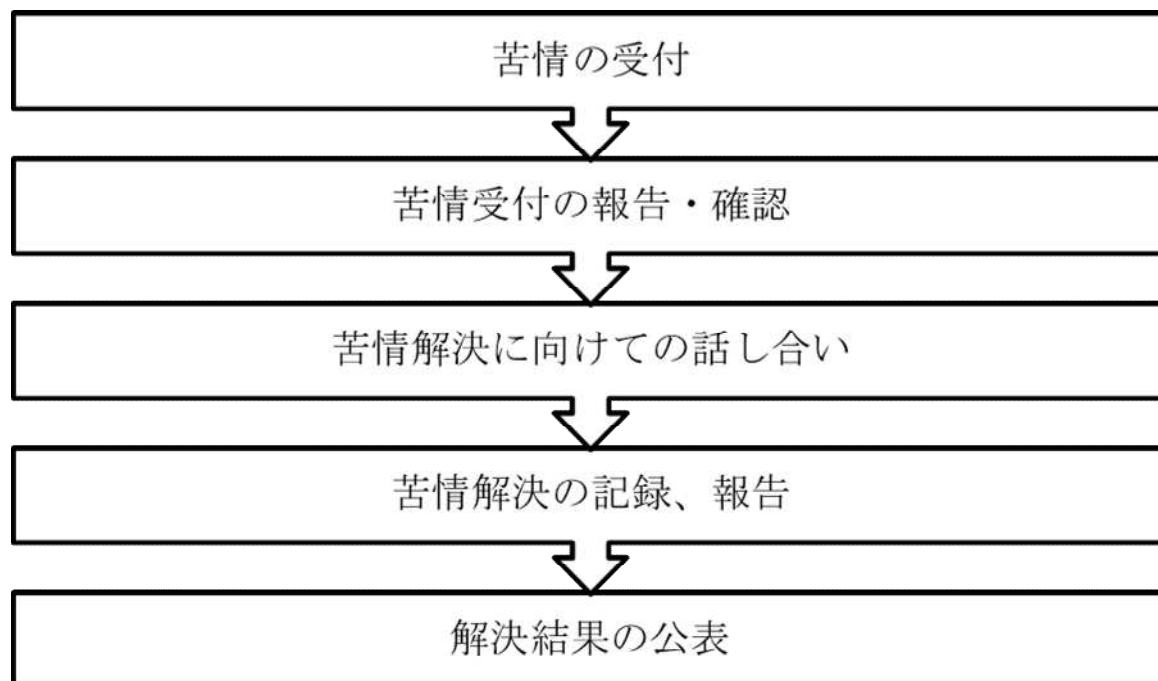 苦情の受付
苦情受付の報告・確認
苦情解決に向けての話し合い
苦情解決の記録、報告
解決結果の公表